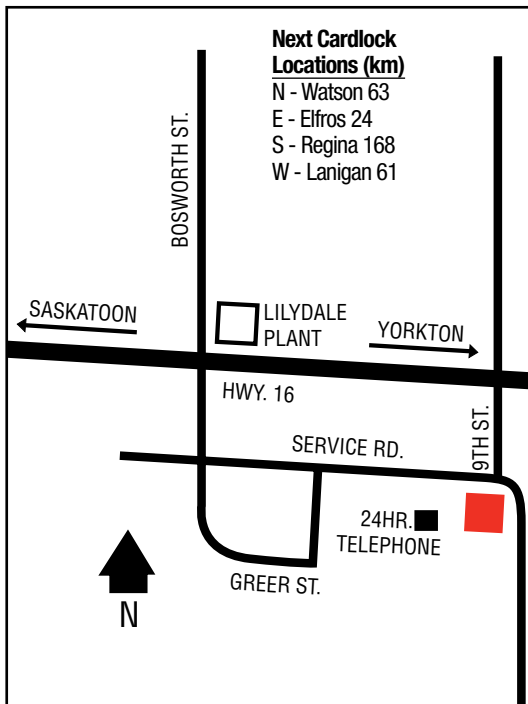 Next Cardlock
Locations (km)
N - Watson 63
E - Elfros 24
S - Regina 168
W - Lanigan 61
BOSWORTH ST.
SASKATOON
LILYDALE
PLANT
YORKTON
HWY. 16
9TH ST.
SERVICE RD.
24HR.
TELEPHONE
GREER ST.
N